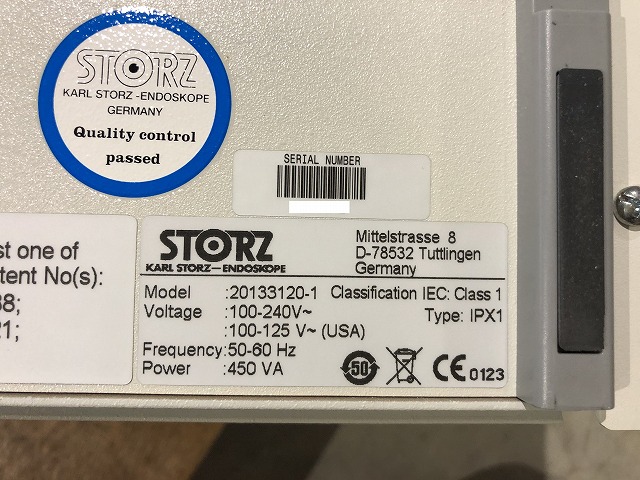 STORZ
KARL STORZ - ENDOSKOPE
GERMANY
Quality control
passed
SERIAL NUMBER
st one of
tent No(s):
38;
21;
STORZ
KARL STORZ—ENDOSKOPE
Mittelstrasse 8
D-78532 Tuttlingen
Germany
Model :20133120-1 Classification IEC: Class 1
Voltage :100-240V~ Type: IPX1
:100-125 V~ (USA)
Frequency:50-60 Hz
Power :450 VA
50
CE 0123